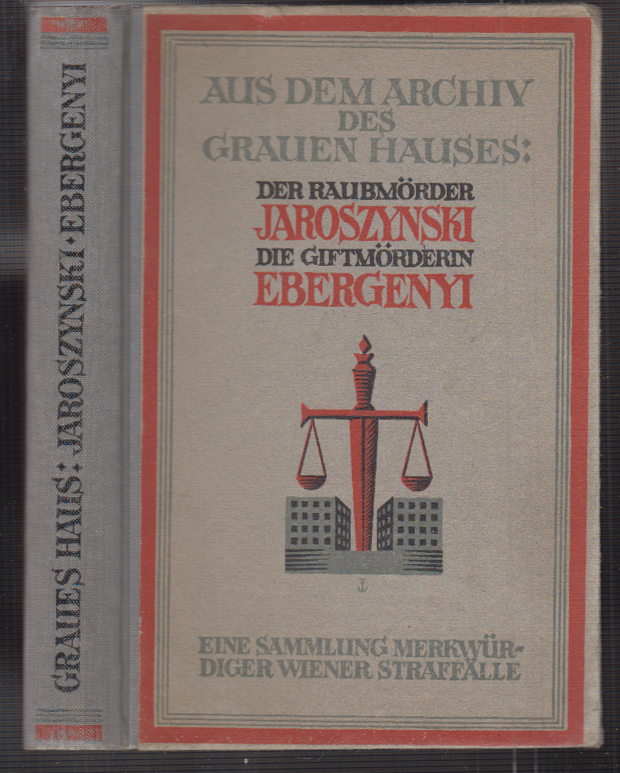 GRAUES HAUS: JAROSZYNSKI · EBERGENYI
AUS DEM ARCHIV
DES
GRAUEN HAUSES:
DER RAUBMÖRDER
JAROSZYNSKI
DIE GIFTMÖRDERIN
EBERGENYI
EINE SAMMLUNG MERKWÜR-
DIGER WIENER STRAFFÄLLE